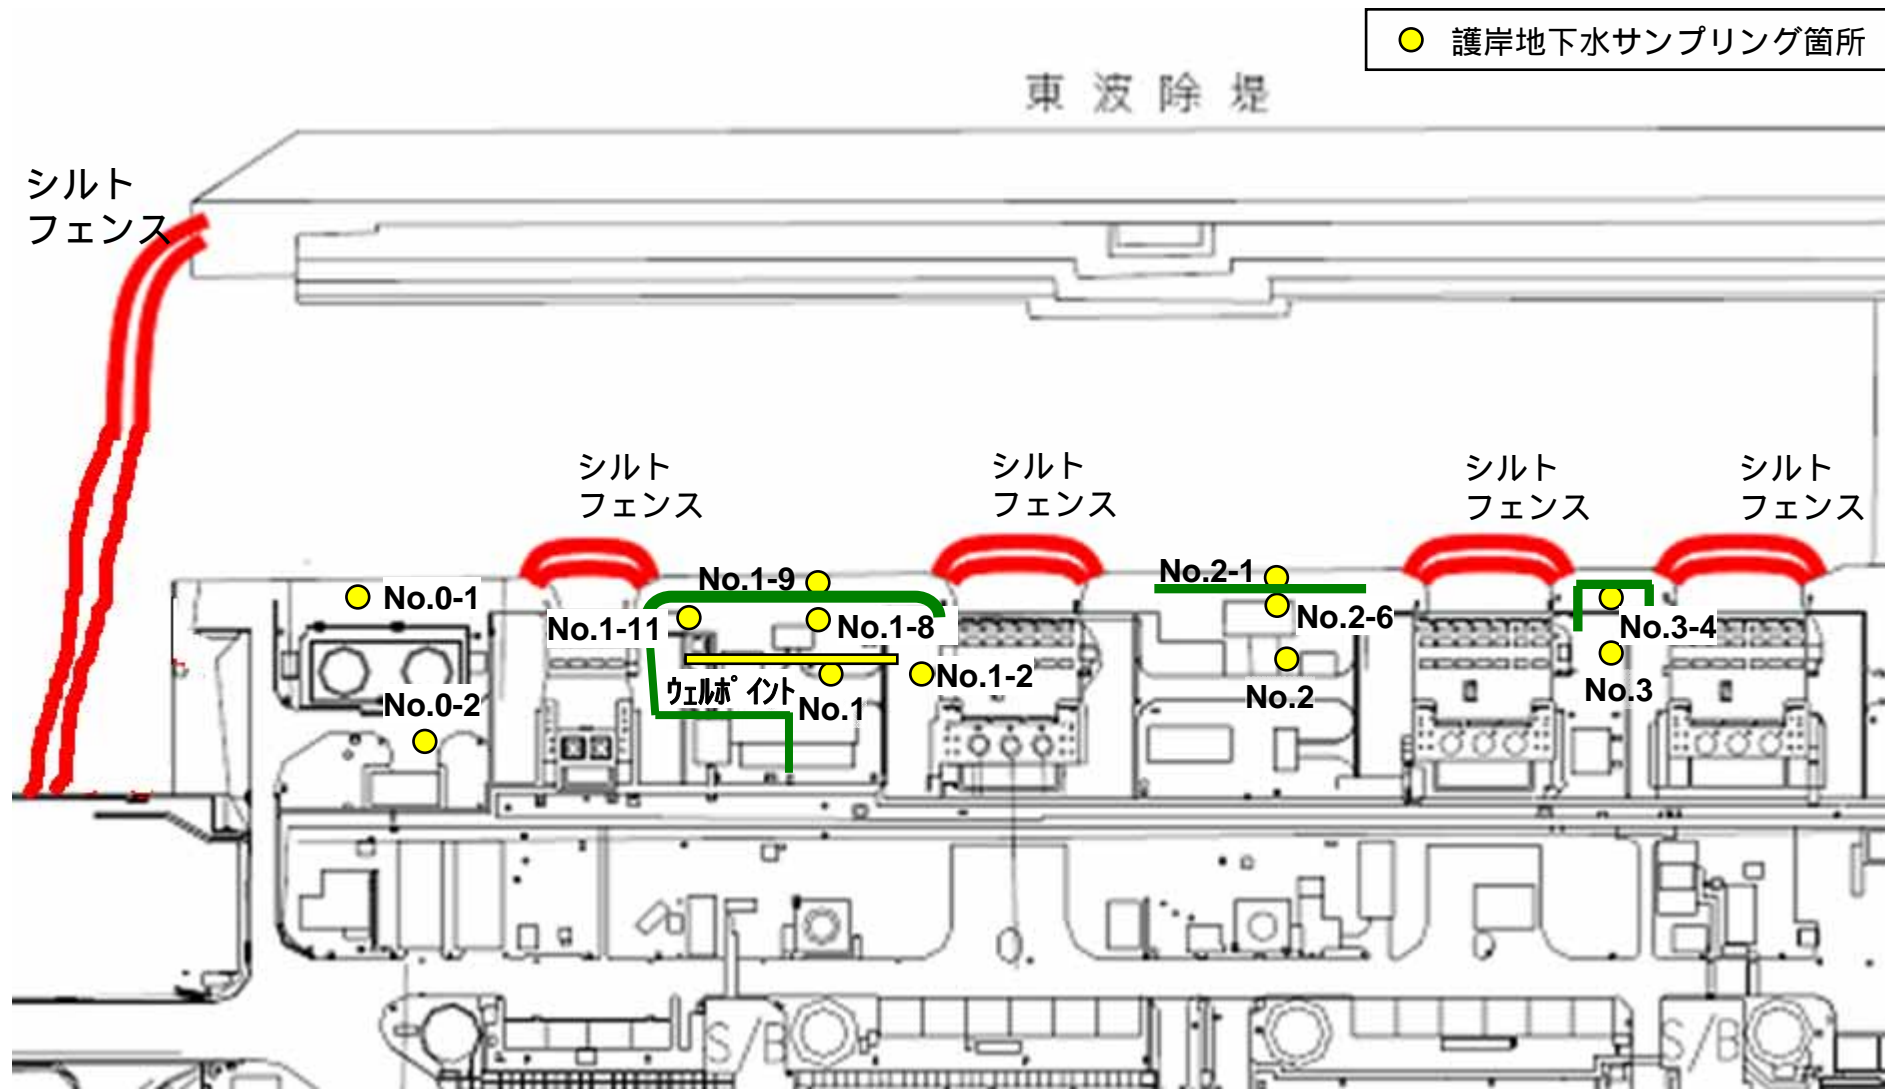 護岸地下水サンプリング箇所
東波除堤
シルト
フェンス
シルト
フェンス
シルト
フェンス
シルト
フェンス
シルト
フェンス
No.0-1
No.1-9
No.2-1
No.1-11
No.1-8
No.2-6
No.3-4
No.0-2
ウェルポイント
No.1
No.1-2
No.2
No.3
S/B
S/B